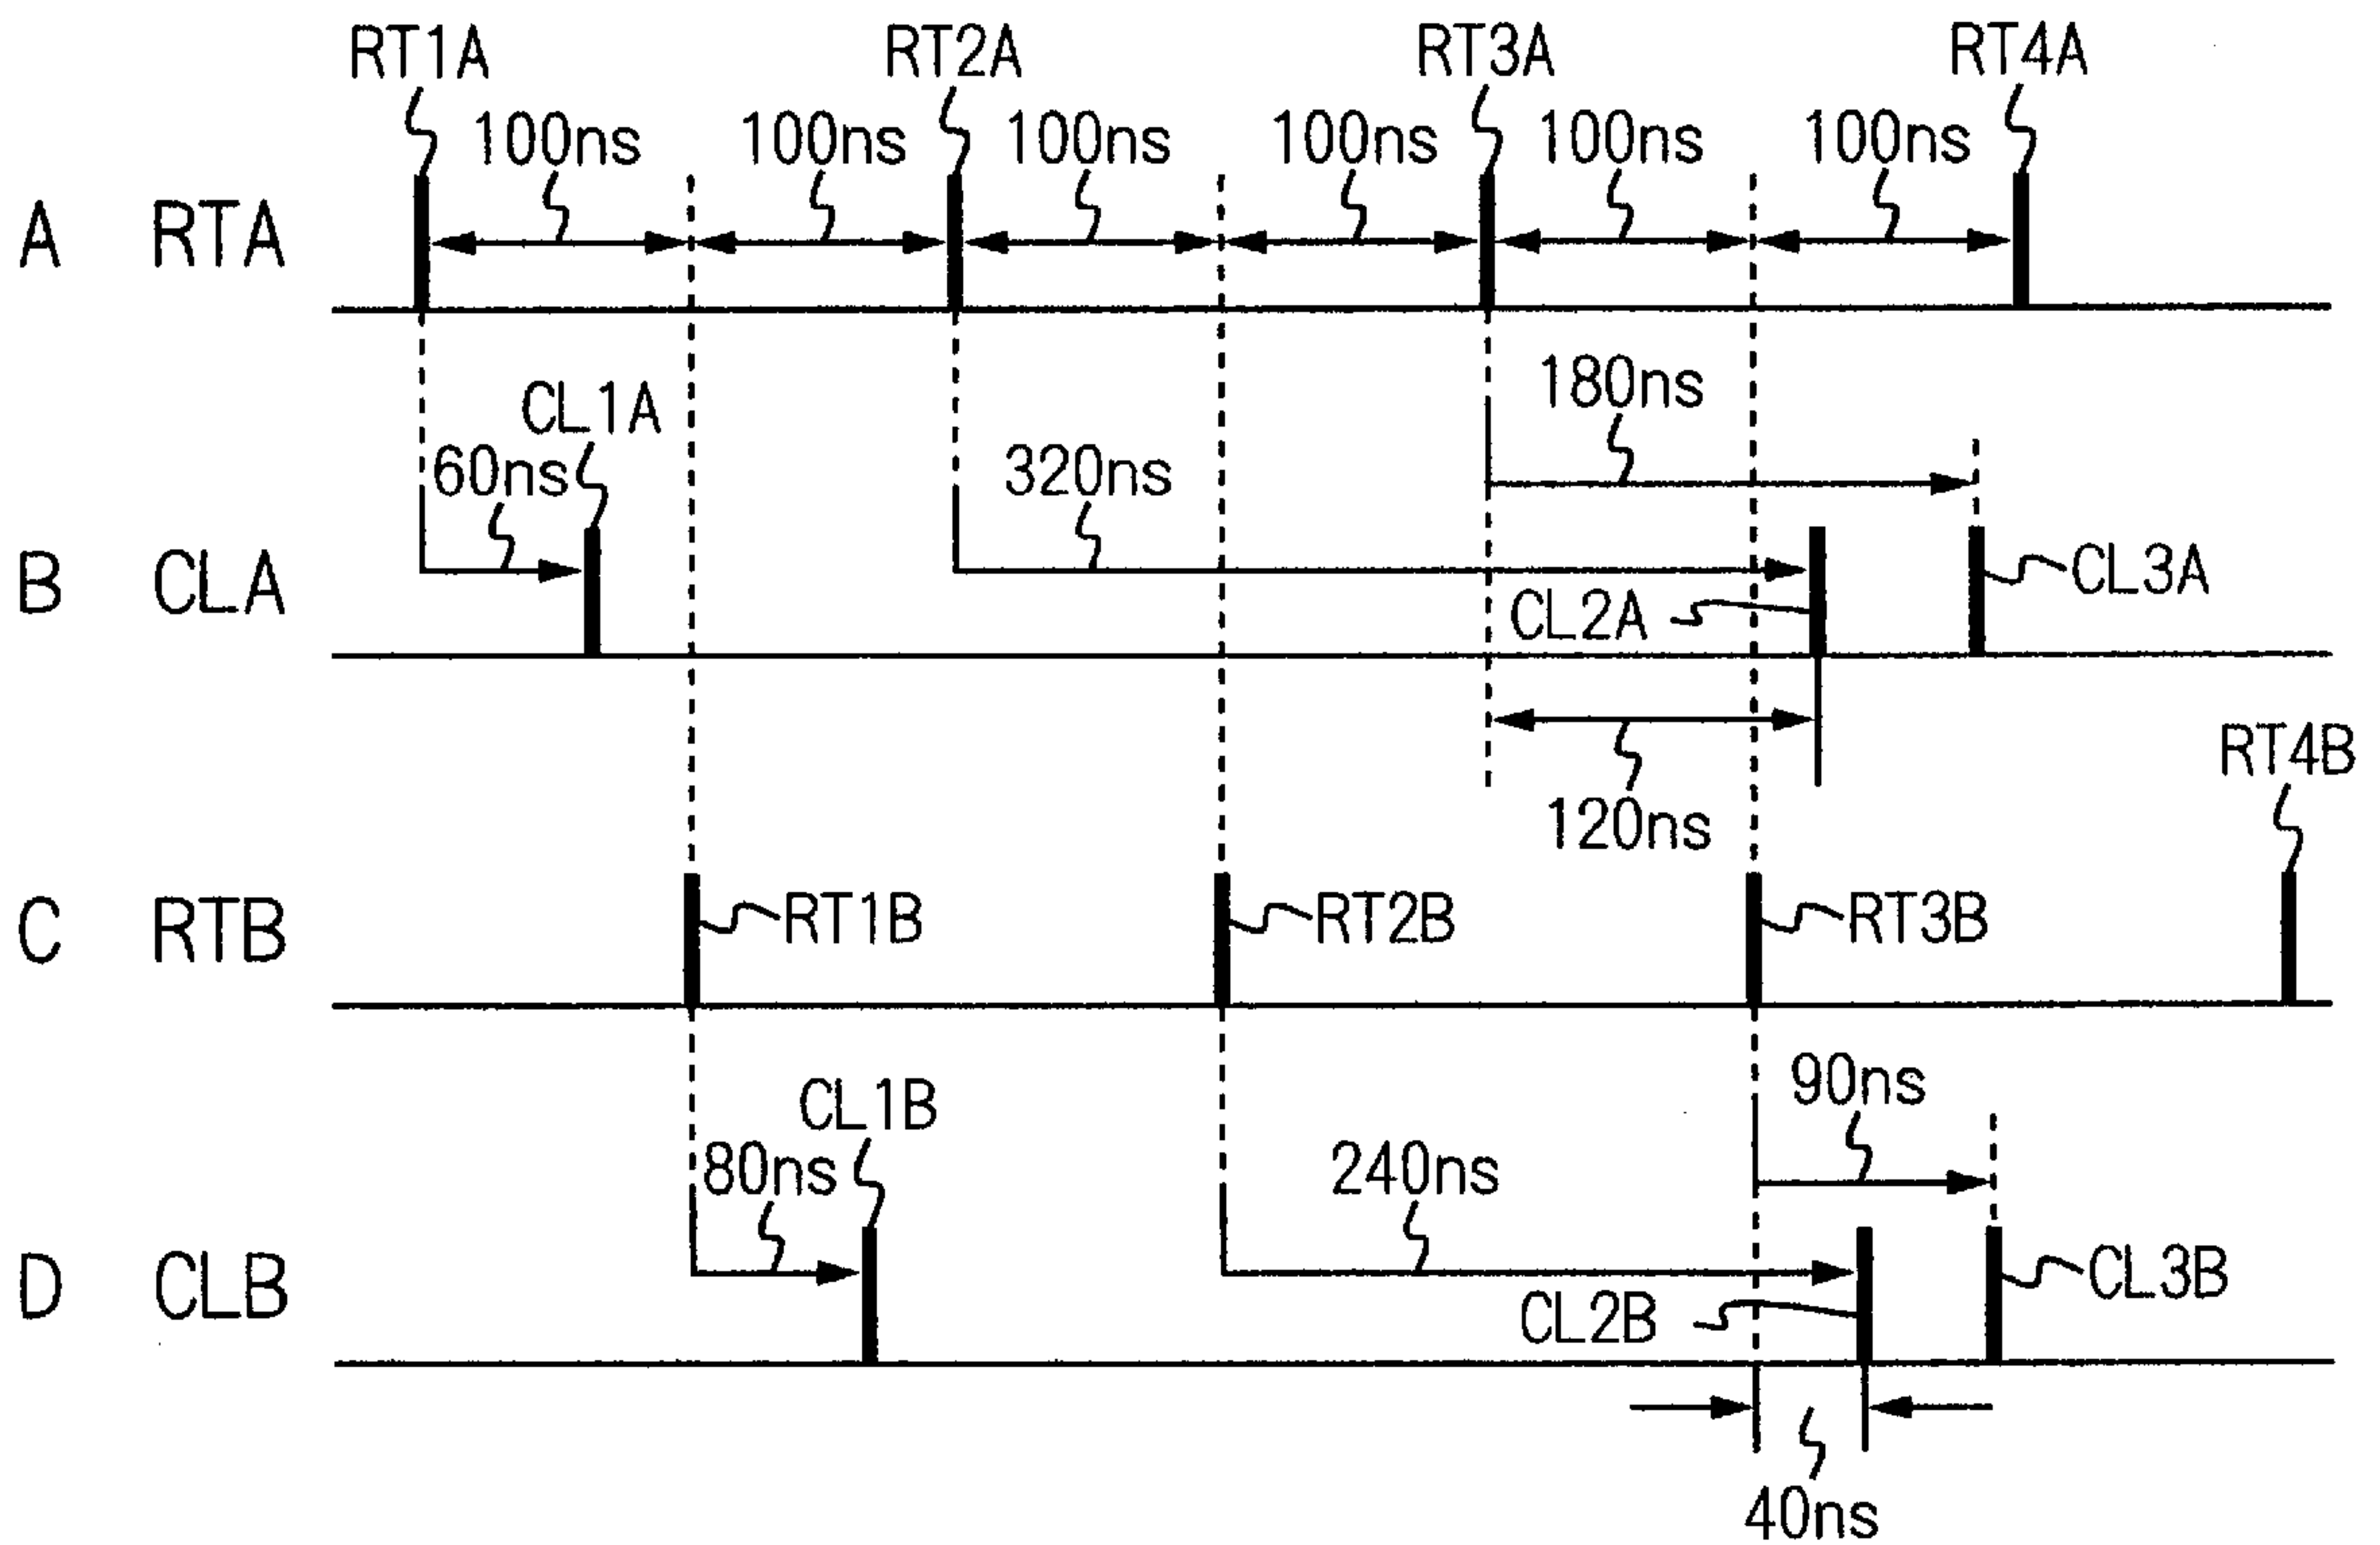 RT1A RT2A RT3A RT4A
100ns 100ns 100ns 100ns 100ns 100ns
A RTA
180ns
CL1A
60ns 320ns
B CLA CL3A
CL2A
RT4B
120ns
C RTB RT1B RT2B RT3B
90ns
CL1B
80ns 240ns
D CLB CL3B
CL2B
40ns